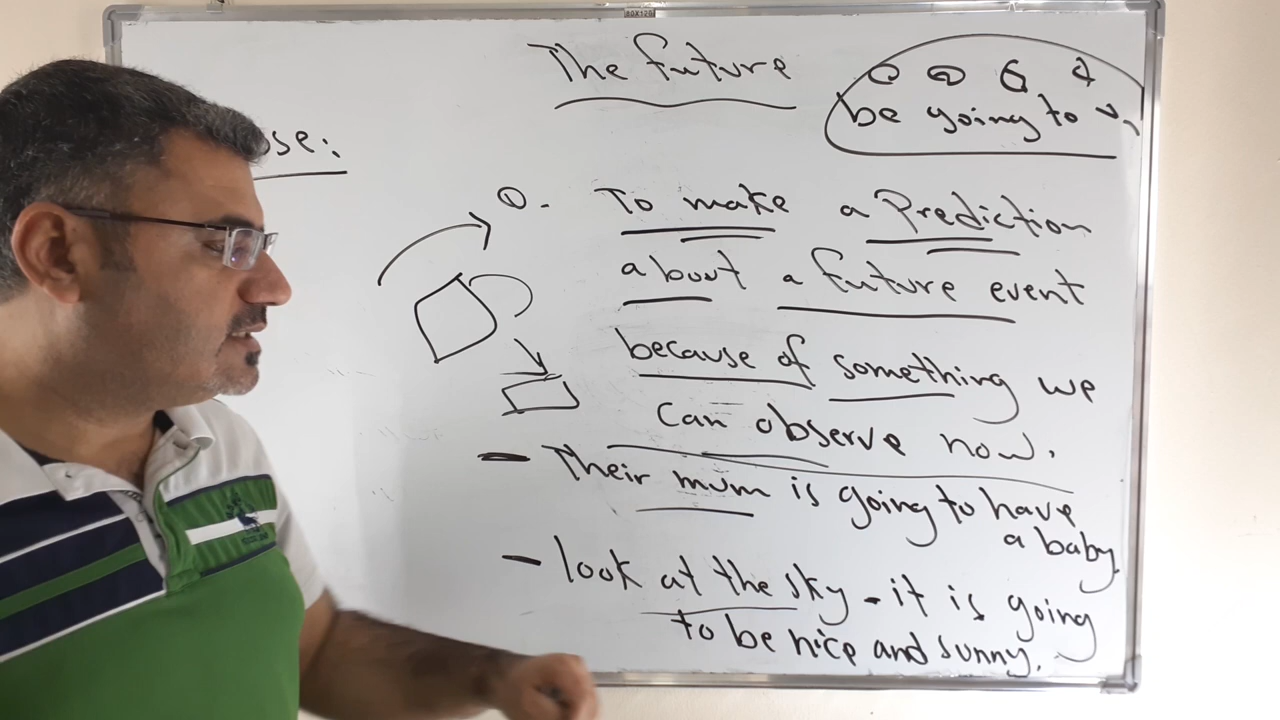 The future
be going to v.
ose:
①. To make a Prediction
about a future event
because of something we
can observe now.
- Their mum is going to have
a baby
- look at the sky - it is going
to be nice and sunny.